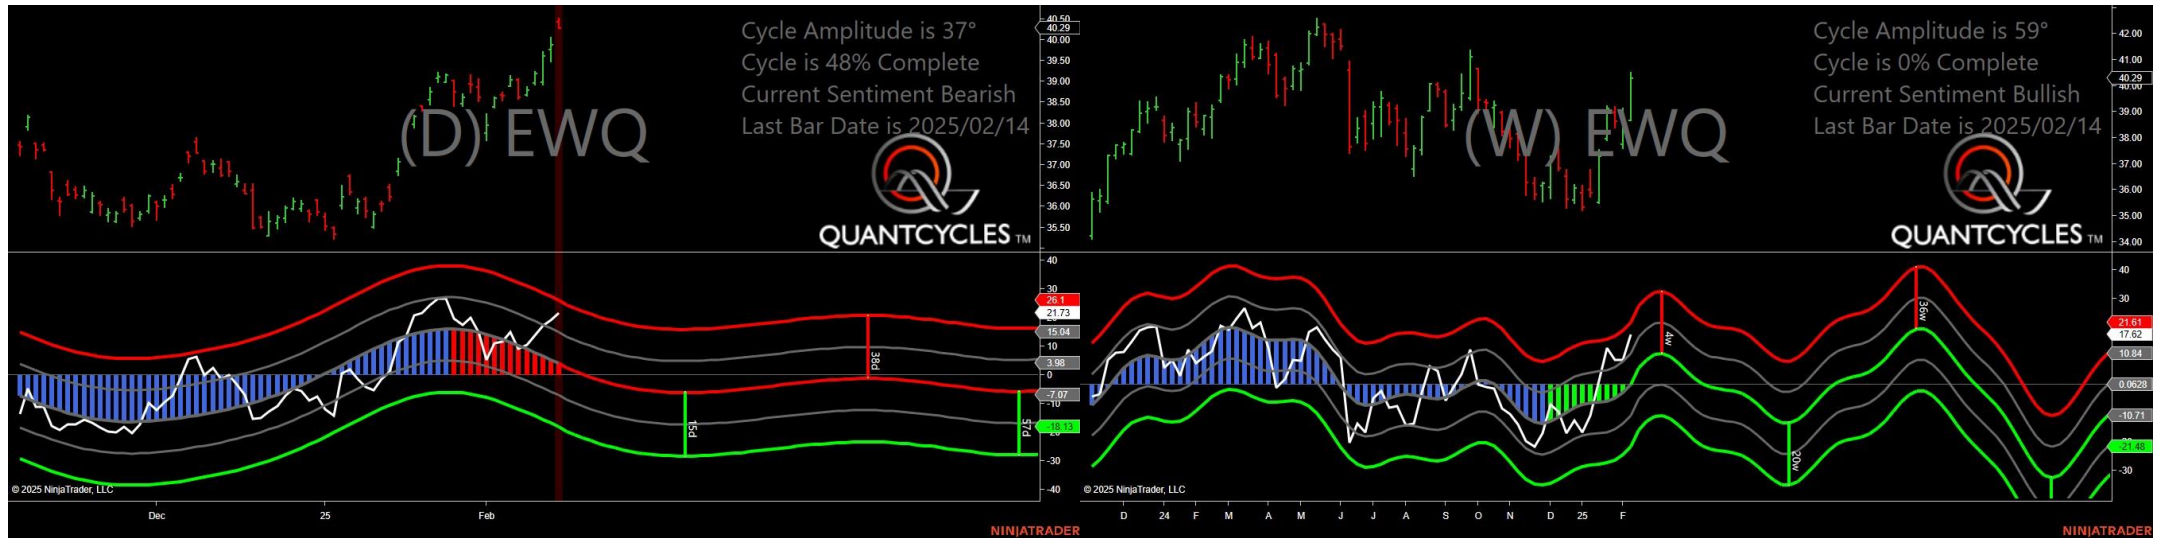 Cycle Amplitude is 37°
Cycle is 48% Complete
Current Sentiment Bearish
Last Bar Date is 2025/02/14
(D) EWQ
QUANTCYCLES TM
40.50
40.29
40.00
39.50
39.00
38.50
38.00
37.50
37.00
36.50
36.00
35.50
40
30
26.1
21.73
15.04
10
3.98
0
-7.07
-10
-18.13
-30
-40
38d
15d
57d
© 2025 NinjaTrader, LLC
Dec
25
Feb
NINJATRADER
Cycle Amplitude is 59°
Cycle is 0% Complete
Current Sentiment Bullish
Last Bar Date is 2025/02/14
(W) EWQ
QUANTCYCLES TM
42.00
41.00
40.29
40.00
39.00
38.00
37.00
36.00
35.00
34.00
40
30
21.61
17.62
10.84
0.0628
-10.71
-21.48
-30
4w
36w
20w
© 2025 NinjaTrader, LLC
D 24 F M A M J J A S O N D 25 F
NINJATRADER